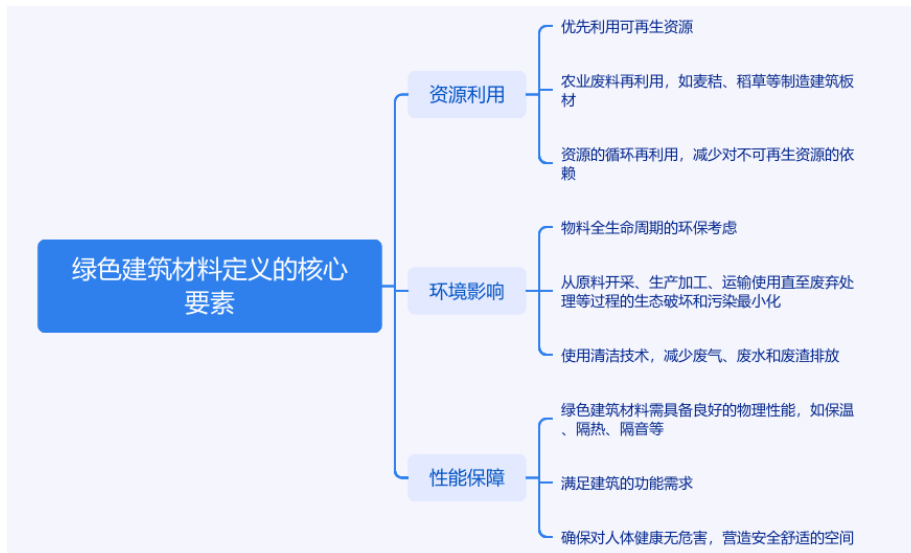 绿色建筑材料定义的核心
要素
资源利用
优先利用可再生资源
农业废料再利用，如麦秸、稻草等制造建筑板
材
资源的循环再利用，减少对不可再生资源的依
赖
环境影响
物料全生命周期的环保考虑
从原料开采、生产加工、运输使用直至废弃处
理等过程的生态破坏和污染最小化
使用清洁技术，减少废气、废水和废渣排放
性能保障
绿色建筑材料需具备良好的物理性能，如保温
、隔热、隔音等
满足建筑的功能需求
确保对人体健康无危害，营造安全舒适的空间